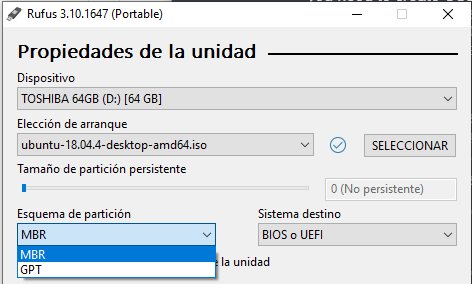 Rufus 3.10.1647 (Portable)
Propiedades de la unidad
Dispositivo
TOSHIBA 64GB (D:) [64 GB]
Elección de arranque
ubuntu-18.04.4-desktop-amd64.iso
SELECCIONAR
Tamaño de partición persistente
0 (No persistente)
Esquema de partición
Sistema destino
MBR
BIOS o UEFI
MBR
GPT
de la unidad